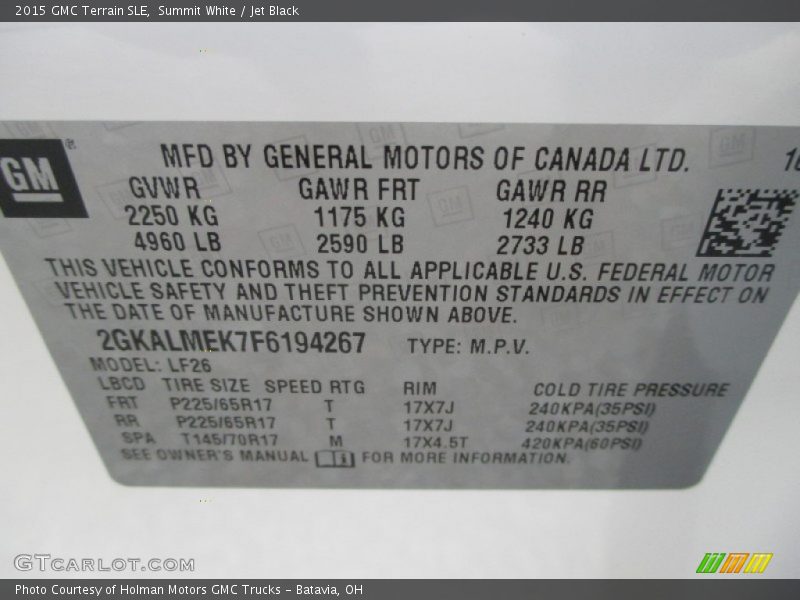 2015 GMC Terrain SLE, Summit White / Jet Black
GM ®
MFD BY GENERAL MOTORS OF CANADA LTD.
GVWR GAWR FRT GAWR RR
2250 KG 1175 KG 1240 KG
4960 LB 2590 LB 2733 LB
THIS VEHICLE CONFORMS TO ALL APPLICABLE U.S. FEDERAL MOTOR
VEHICLE SAFETY AND THEFT PREVENTION STANDARDS IN EFFECT ON
THE DATE OF MANUFACTURE SHOWN ABOVE.
2GKALMEK7F6194267 TYPE: M.P.V.
MODEL: LF26
LBCD TIRE SIZE SPEED RTG RIM COLD TIRE PRESSURE
FRT P225/65R17 T 17X7J 240KPA(35PSI)
RR P225/65R17 T 17X7J 240KPA(35PSI)
SPA T145/70R17 M 17X4.5T 420KPA(60PSI)
SEE OWNER'S MANUAL FOR MORE INFORMATION.
GTCARLOT.COM
Photo Courtesy of Holman Motors GMC Trucks - Batavia, OH